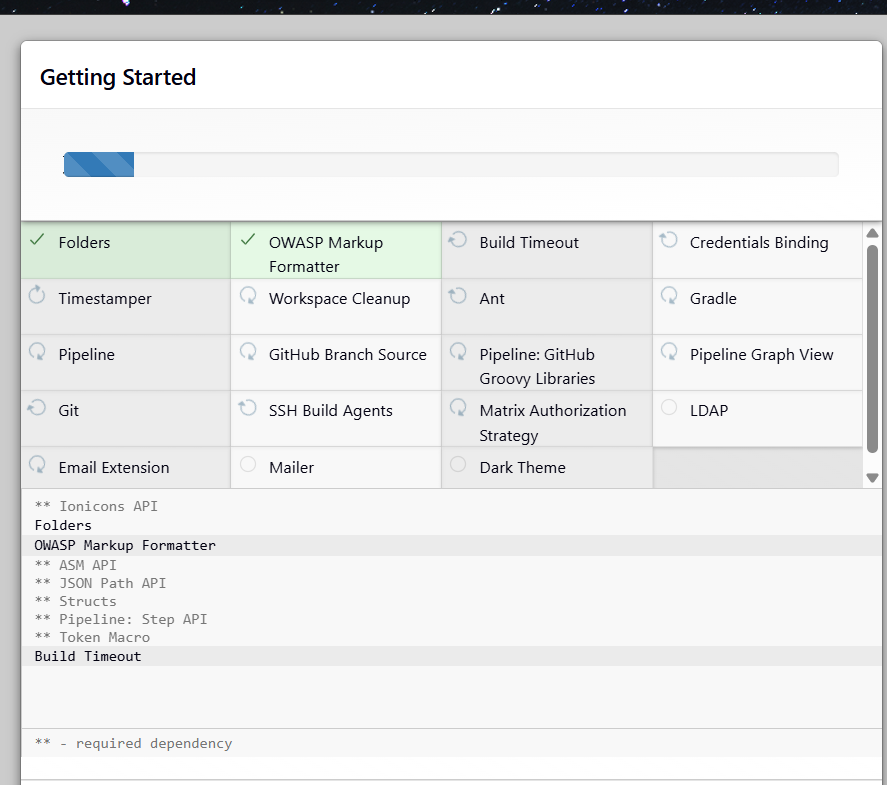 Getting Started
Folders
OWASP Markup
Formatter
Build Timeout
Credentials Binding
Timestamper
Workspace Cleanup
Ant
Gradle
Pipeline
GitHub Branch Source
Pipeline: GitHub
Groovy Libraries
Pipeline Graph View
Git
SSH Build Agents
Matrix Authorization
Strategy
LDAP
Email Extension
Mailer
Dark Theme
** Ionicons API
Folders
OWASP Markup Formatter
** ASM API
** JSON Path API
** Structs
** Pipeline: Step API
** Token Macro
Build Timeout
** - required dependency